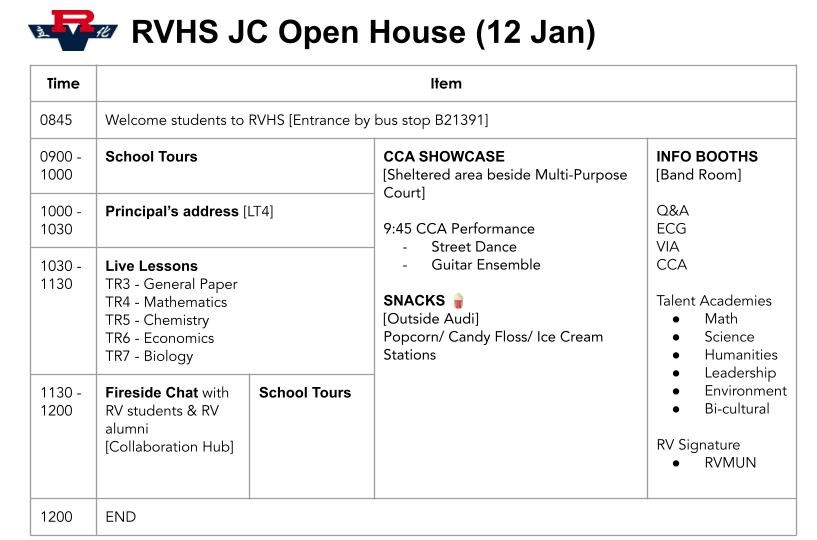 立 RV 化
RVHS JC Open House (12 Jan)
Time
Item
0845
Welcome students to RVHS [Entrance by bus stop B21391]
0900 -
1000
School Tours
1000 -
1030
Principal's address [LT4]
1030 -
1130
Live Lessons
TR3 - General Paper
TR4 - Mathematics
TR5 - Chemistry
TR6 - Economics
TR7 - Biology
1130 -
1200
Fireside Chat with
RV students & RV
alumni
[Collaboration Hub]
School Tours
CCA SHOWCASE
[Sheltered area beside Multi-Purpose
Court]
9:45 CCA Performance
- Street Dance
- Guitar Ensemble
SNACKS 🍿
[Outside Audi]
Popcorn/ Candy Floss/ Ice Cream
Stations
INFO BOOTHS
[Band Room]
Q&A
ECG
VIA
CCA
Talent Academies
● Math
● Science
● Humanities
● Leadership
● Environment
● Bi-cultural
RV Signature
● RVMUN
1200
END